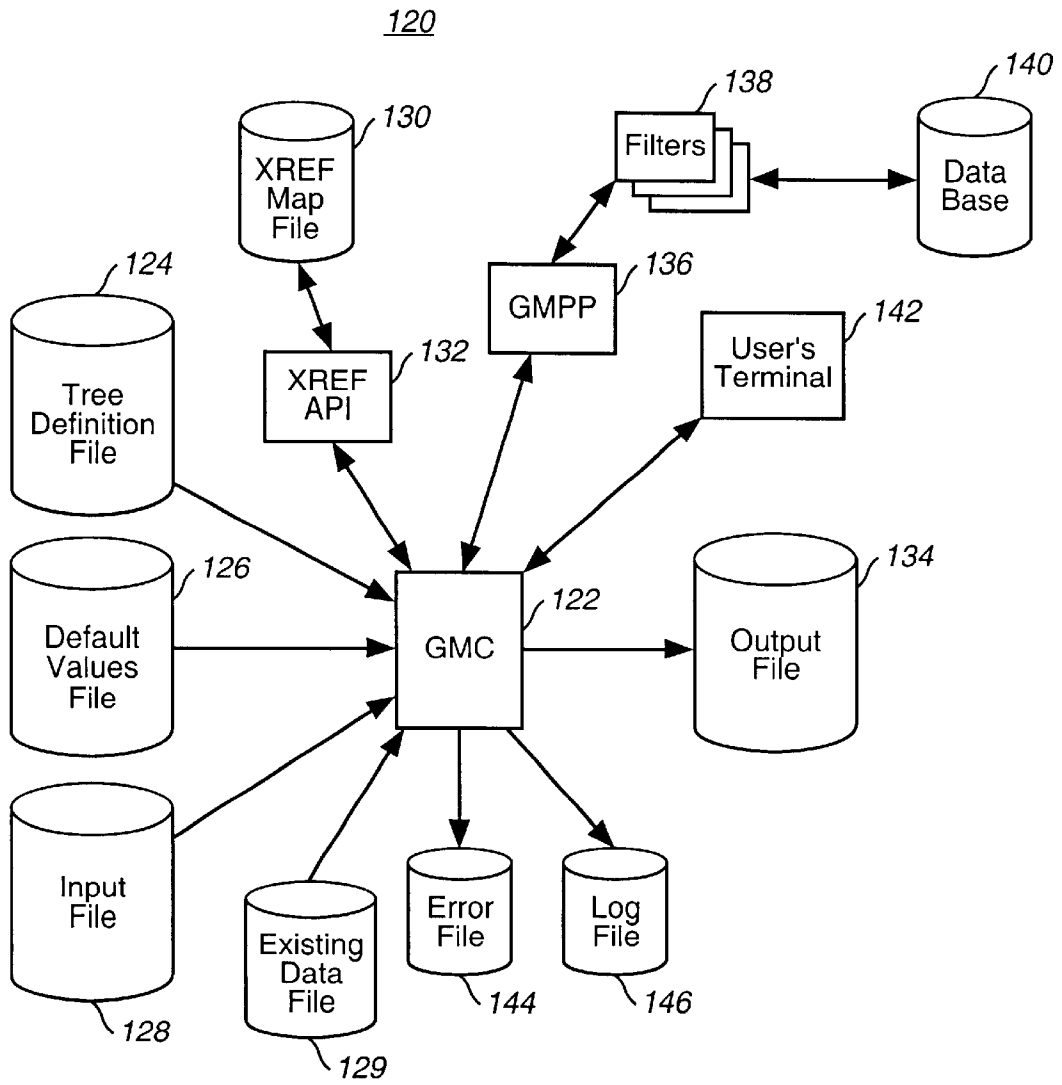 120
130
XREF
Map
File
138
Filters
140
Data
Base
124
Tree
Definition
File
132
XREF
API
136
GMPP
142
User's
Terminal
126
Default
Values
File
122
GMC
134
Output
File
Input
File
128
Existing
Data
File
129
Error
File
144
Log
File
146